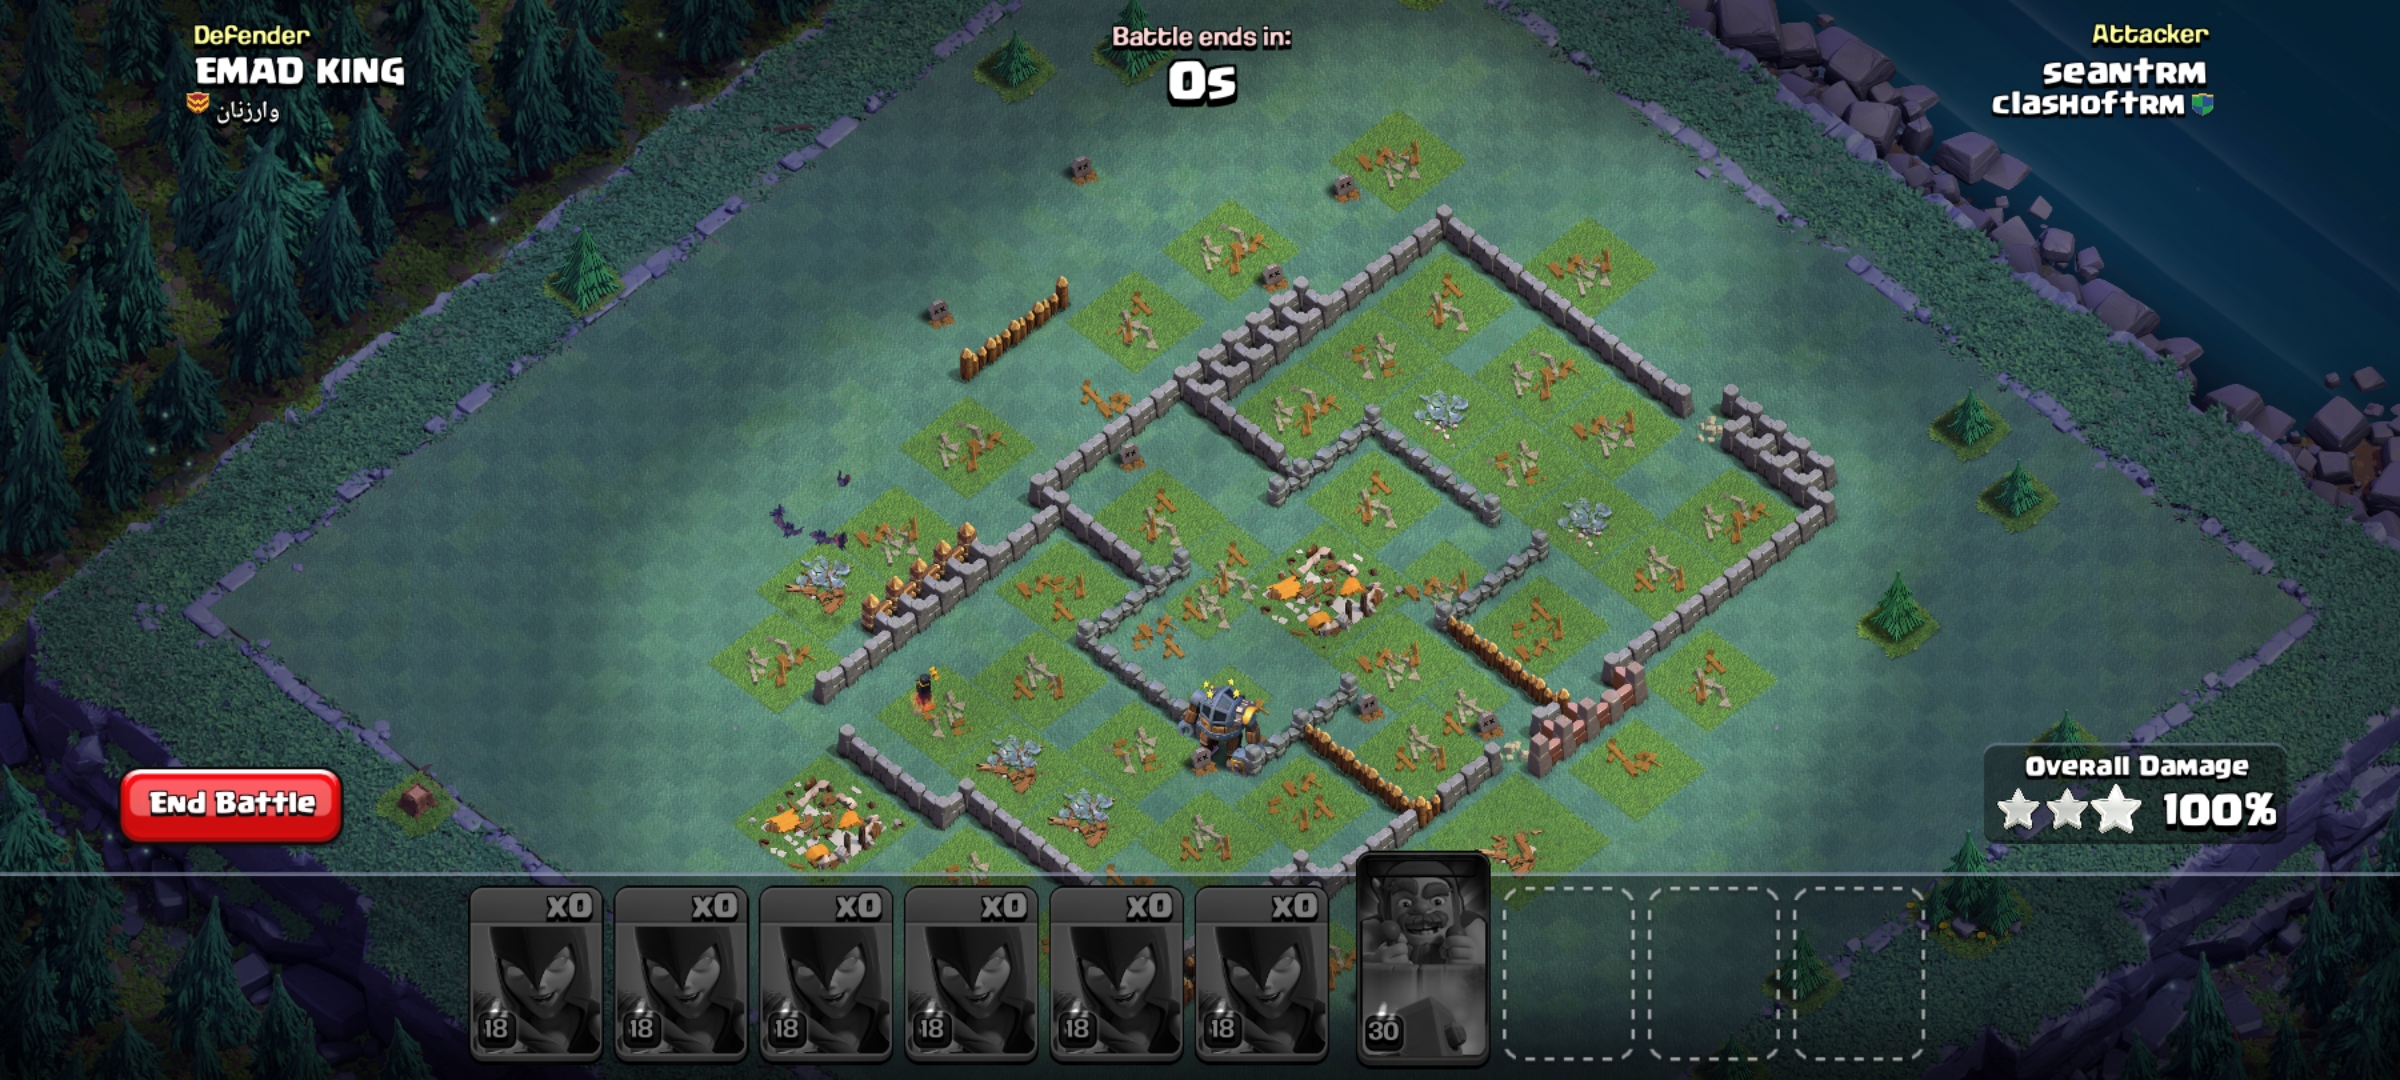 Defender
EMAD KING
وارزنان
Battle ends in:
0s
Attacker
seantRM
clashoftRM
End Battle
Overall Damage
100%
x0
x0
x0
x0
x0
x0
18
18
18
18
18
18
30